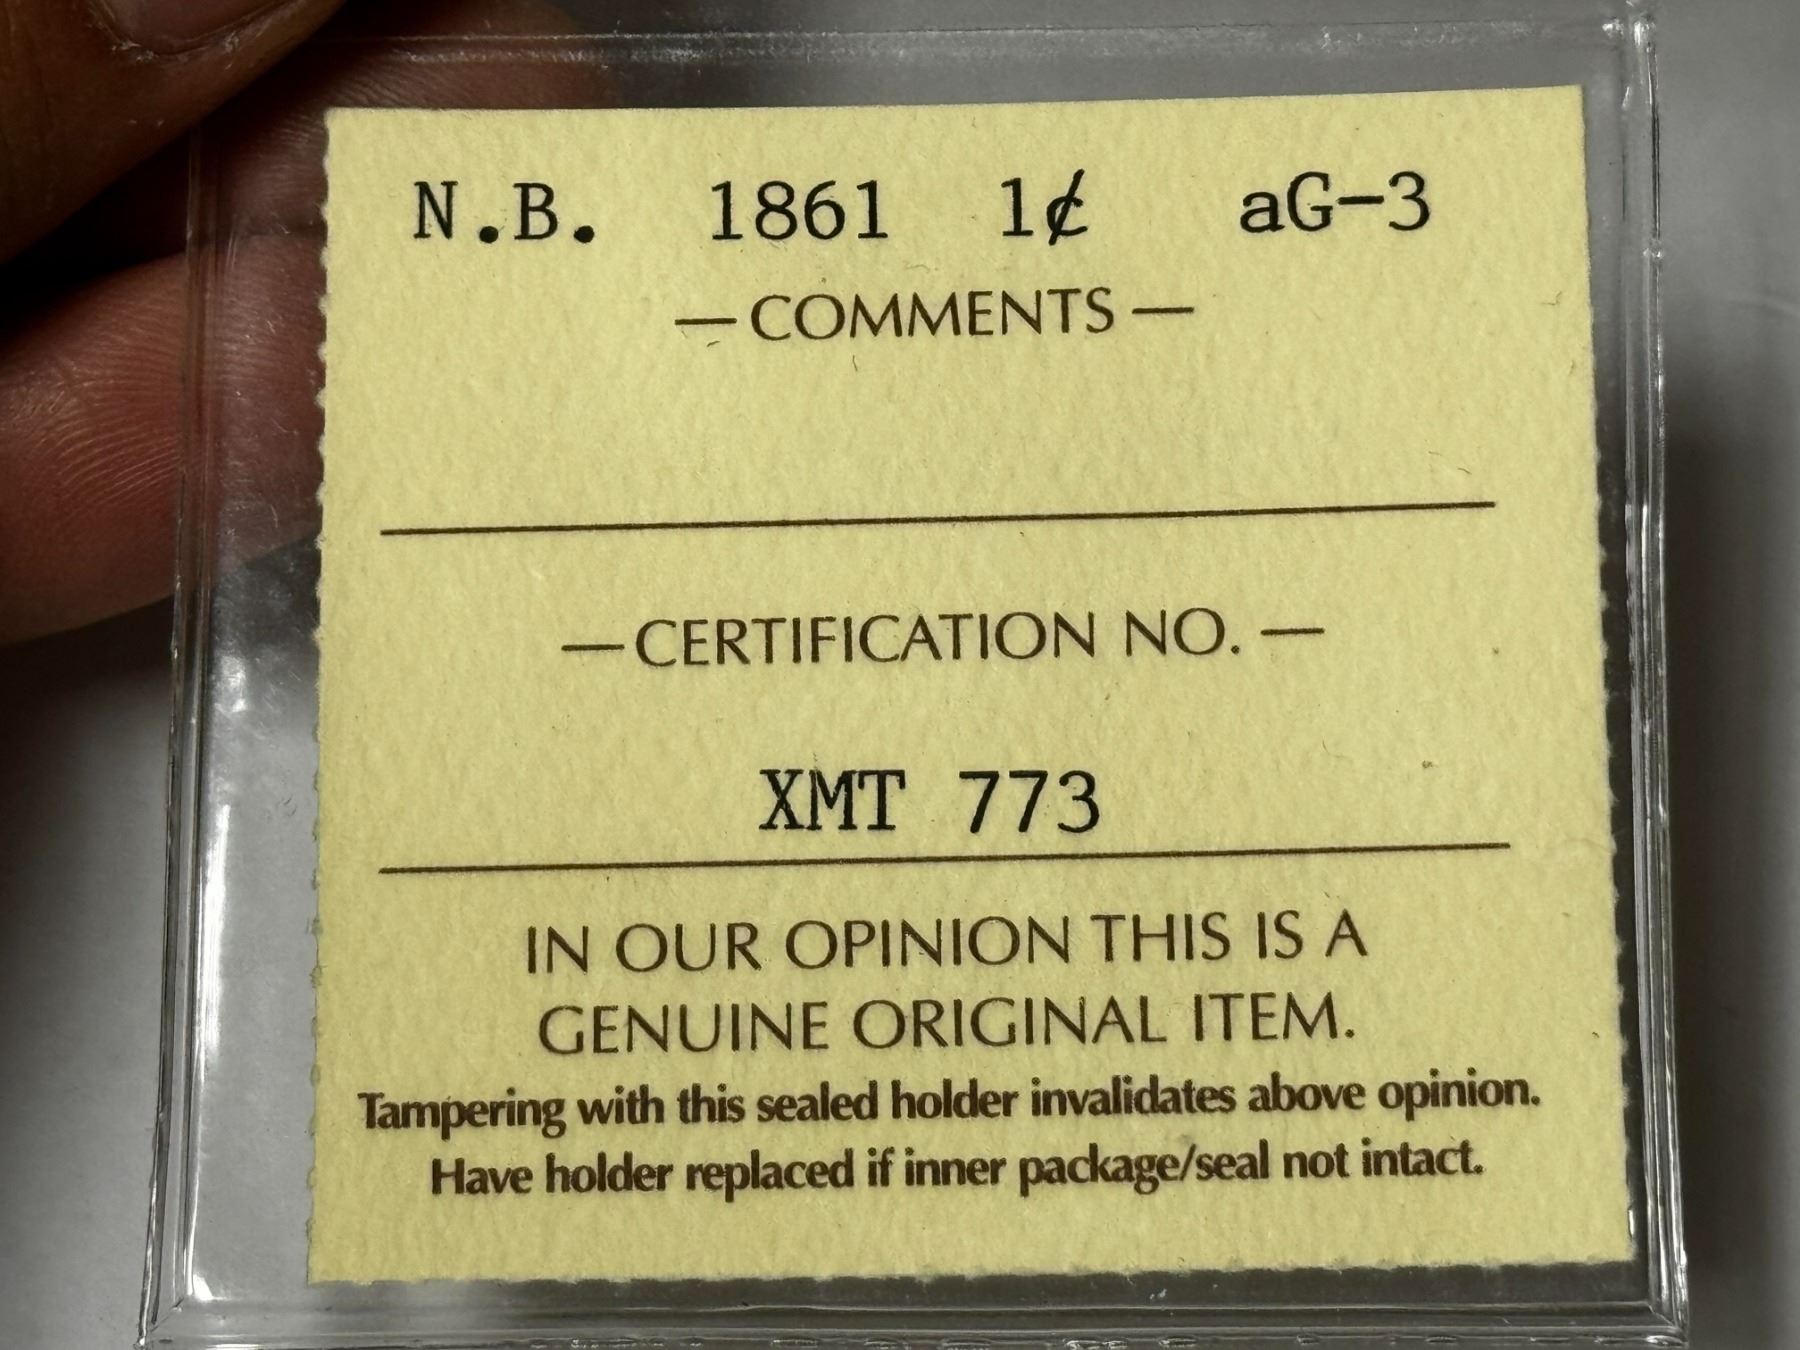 N.B. 1861 1¢ aG-3
— COMMENTS —
— CERTIFICATION NO. —
XMT 773
IN OUR OPINION THIS IS A
GENUINE ORIGINAL ITEM.
Tampering with this sealed holder invalidates above opinion.
Have holder replaced if inner package/seal not intact.